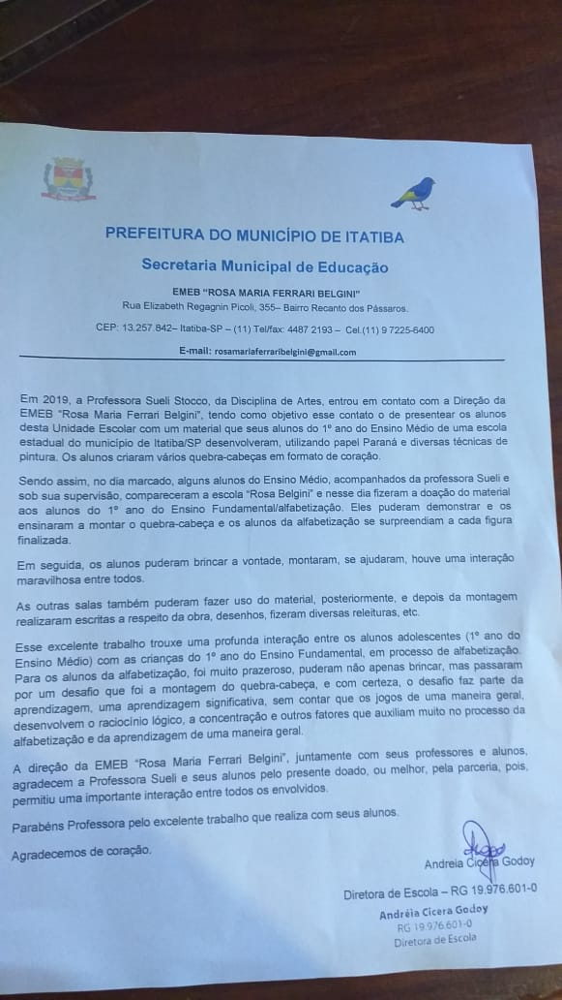 PREFEITURA DO MUNICÍPIO DE ITATIBA
Secretaria Municipal de Educação
EMEB “ROSA MARIA FERRARI BELGINI”
Rua Elizabeth Regagnin Picoli, 355– Bairro Recanto dos Pássaros.
CEP: 13.257.842– Itatiba-SP – (11) Tel/fax: 4487 2193 – Cel.(11) 9 7225-6400
E-mail: rosamariaferraribelgini@gmail.com
Em 2019, a Professora Sueli Stocco, da Disciplina de Artes, entrou em contato com a Direção da
EMEB “Rosa Maria Ferrari Belgini”, tendo como objetivo esse contato o de presentear os alunos
desta Unidade Escolar com um material que seus alunos do 1º ano do Ensino Médio de uma escola
estadual do município de Itatiba/SP desenvolveram, utilizando papel Paraná e diversas técnicas de
pintura. Os alunos criaram vários quebra-cabeças em formato de coração.
Sendo assim, no dia marcado, alguns alunos do Ensino Médio, acompanhados da professora Sueli e
sob sua supervisão, compareceram a escola “Rosa Belgini” e nesse dia fizeram a doação do material
aos alunos do 1º ano do Ensino Fundamental/alfabetização. Eles puderam demonstrar e os
ensinaram a montar o quebra-cabeça e os alunos da alfabetização se surpreendiam a cada figura
finalizada.
Em seguida, os alunos puderam brincar a vontade, montaram, se ajudaram, houve uma interação
maravilhosa entre todos.
As outras salas também puderam fazer uso do material, posteriormente, e depois da montagem
realizaram escritas a respeito da obra, desenhos, fizeram diversas releituras, etc.
Esse excelente trabalho trouxe uma profunda interação entre os alunos adolescentes (1º ano do
Ensino Médio) com as crianças do 1º ano do Ensino Fundamental, em processo de alfabetização.
Para os alunos da alfabetização, foi muito prazeroso, puderam não apenas brincar, mas passaram
por um desafio que foi a montagem do quebra-cabeça, e com certeza, o desafio faz parte da
aprendizagem, uma aprendizagem significativa, sem contar que os jogos de uma maneira geral,
desenvolvem o raciocínio lógico, a concentração e outros fatores que auxiliam muito no processo da
alfabetização e da aprendizagem de uma maneira geral.
A direção da EMEB “Rosa Maria Ferrari Belgini”, juntamente com seus professores e alunos,
agradecem a Professora Sueli e seus alunos pelo presente doado, ou melhor, pela parceria, pois,
permitiu uma importante interação entre todos os envolvidos.
Parabéns Professora pelo excelente trabalho que realiza com seus alunos.
Agradecemos de coração.
Andreia Cicera Godoy
Diretora de Escola – RG 19.976.601-0
Andréia Cicera Godoy
RG 19.976.601-0
Diretora de Escola